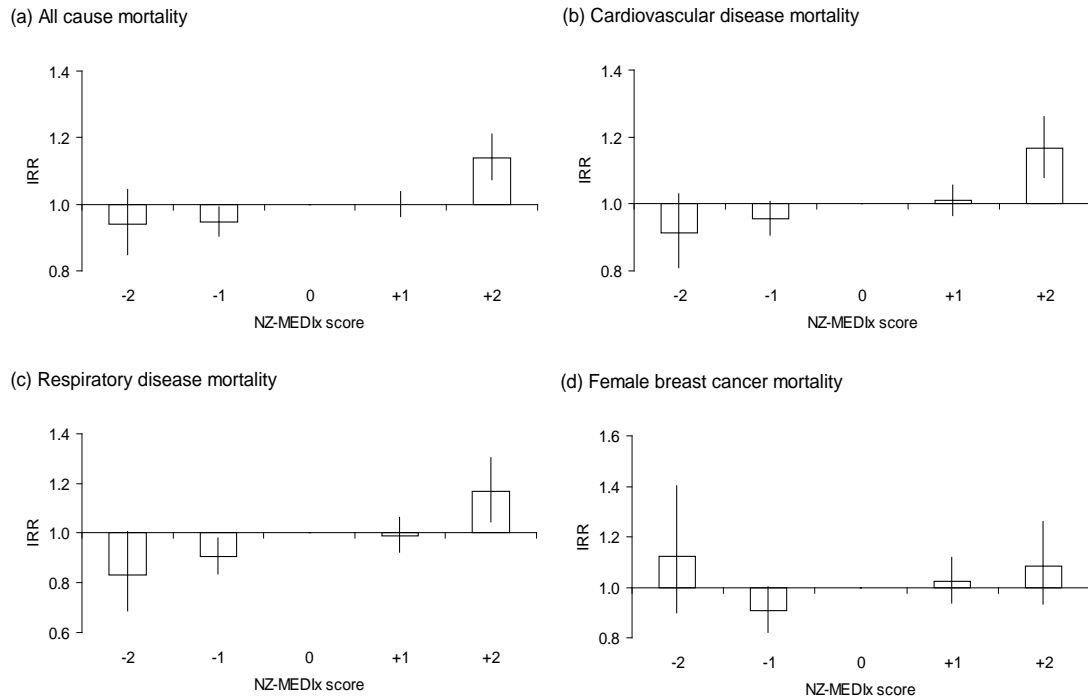 (a) All cause mortality
1.4
1.2
1.0
0.8
IRR
-2 -1 0 +1 +2
NZ-MEDIx score
(b) Cardiovascular disease mortality
1.4
1.2
1.0
0.8
IRR
-2 -1 0 +1 +2
NZ-MEDIx score
(c) Respiratory disease mortality
1.4
1.2
1.0
0.8
0.6
IRR
-2 -1 0 +1 +2
NZ-MEDIx score
(d) Female breast cancer mortality
1.6
1.4
1.2
1.0
0.8
IRR
-2 -1 0 +1 +2
NZ-MEDIx score